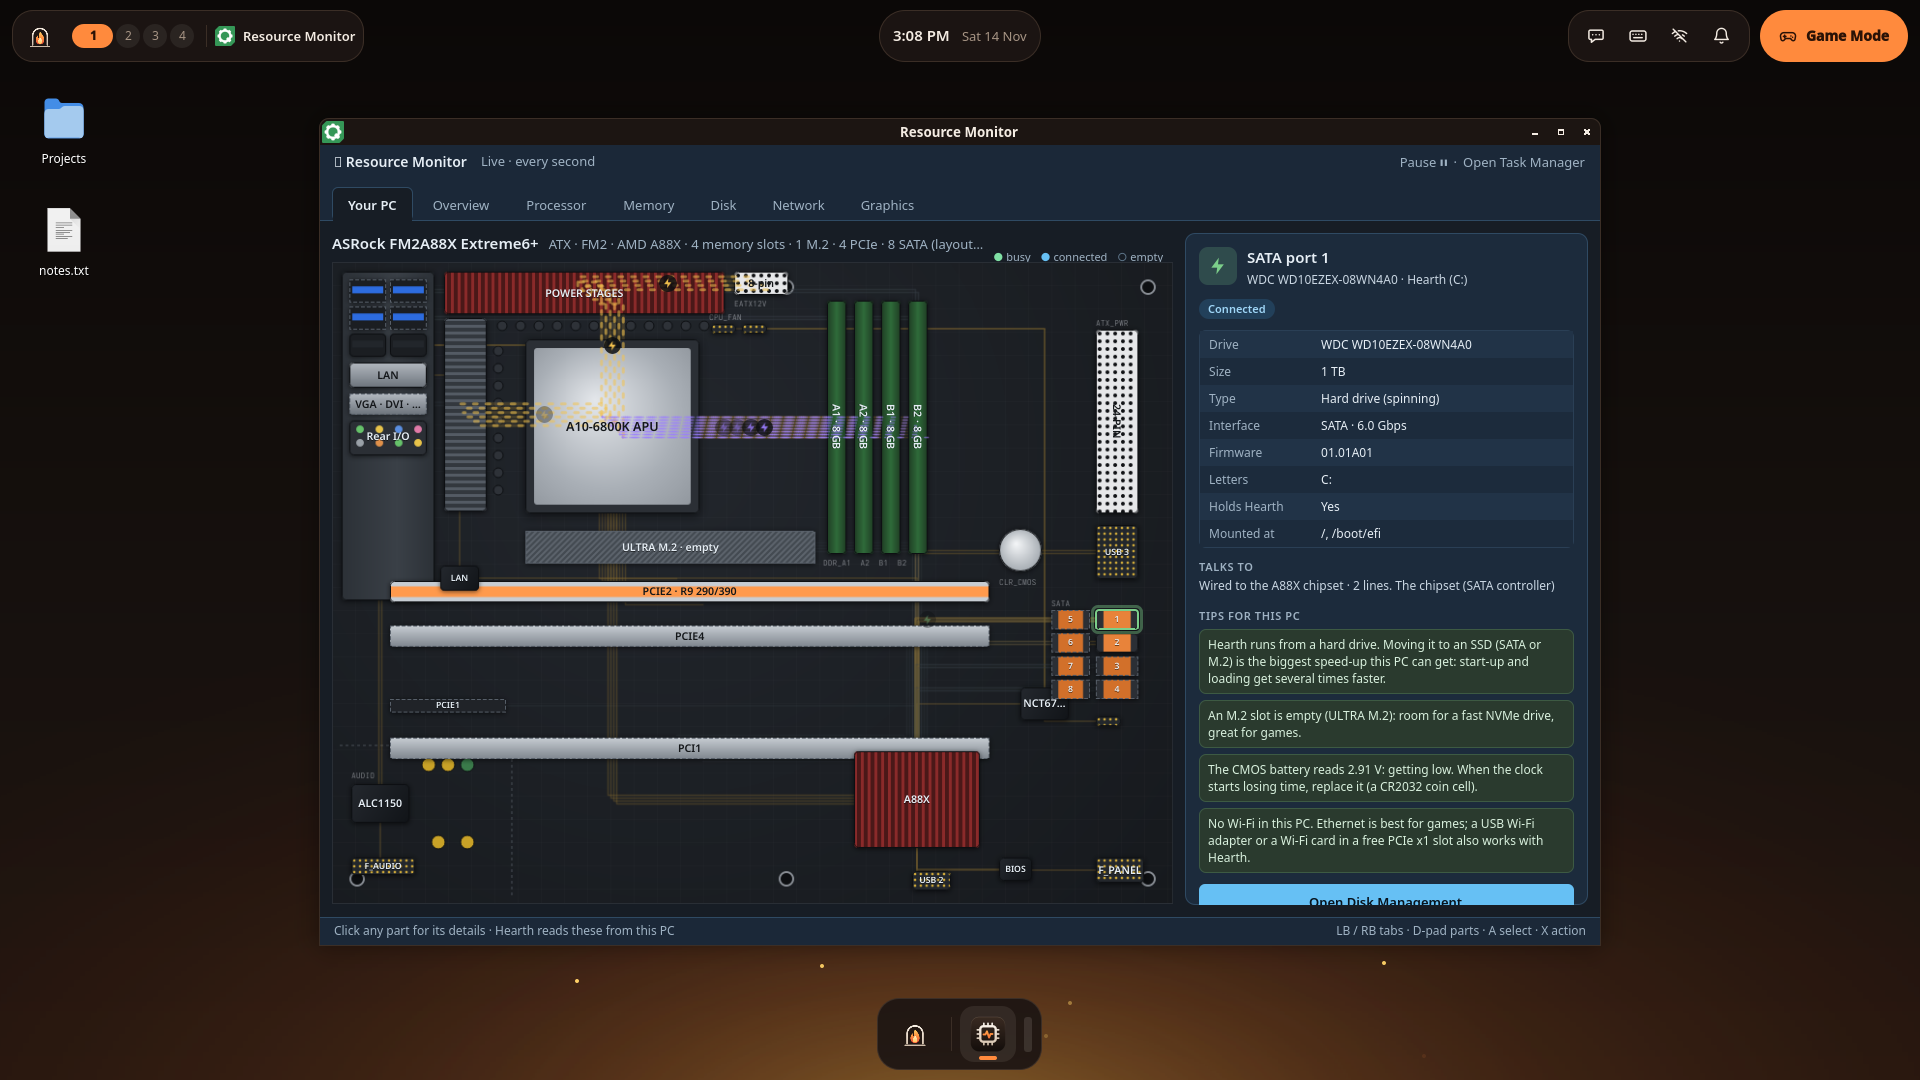 1 2 3 4 Resource Monitor
3:08 PM Sat 14 Nov
Game Mode
Projects
notes.txt
Resource Monitor
Resource Monitor Live · every second
Pause · Open Task Manager
Your PC Overview Processor Memory Disk Network Graphics
ASRock FM2A88X Extreme6+ ATX · FM2 · AMD A88X · 4 memory slots · 1 M.2 · 4 PCIe · 8 SATA (layout...
busy connected empty
POWER STAGES
8-pin
EATX12V
CPU_FAN
ATX_PWR
LAN
VGA · DVI · ...
Rear I/O
A10-6800K APU
A1 · 8 GB
A2 · 8 GB
B1 · 8 GB
B2 · 8 GB
24-PIN
ULTRA M.2 · empty
DDR_A1 A2 B1 B2
USB 3
CLR_CMOS
LAN
PCIE2 · R9 290/390
SATA
5 1
6 2
7 3
8 4
PCIE4
NCT67...
PCIE1
PCI1
AUDIO
ALC1150
A88X
F_AUDIO
USB 2
BIOS
F_PANEL
SATA port 1
WDC WD10EZEX-08WN4A0 · Hearth (C:)
Connected
Drive WDC WD10EZEX-08WN4A0
Size 1 TB
Type Hard drive (spinning)
Interface SATA · 6.0 Gbps
Firmware 01.01A01
Letters C:
Holds Hearth Yes
Mounted at /, /boot/efi
TALKS TO
Wired to the A88X chipset · 2 lines. The chipset (SATA controller)
TIPS FOR THIS PC
Hearth runs from a hard drive. Moving it to an SSD (SATA or
M.2) is the biggest speed-up this PC can get: start-up and
loading get several times faster.
An M.2 slot is empty (ULTRA M.2): room for a fast NVMe drive,
great for games.
The CMOS battery reads 2.91 V: getting low. When the clock
starts losing time, replace it (a CR2032 coin cell).
No Wi-Fi in this PC. Ethernet is best for games; a USB Wi-Fi
adapter or a Wi-Fi card in a free PCIe x1 slot also works with
Hearth.
Open Disk Management
Click any part for its details · Hearth reads these from this PC
LB / RB tabs · D-pad parts · A select · X action